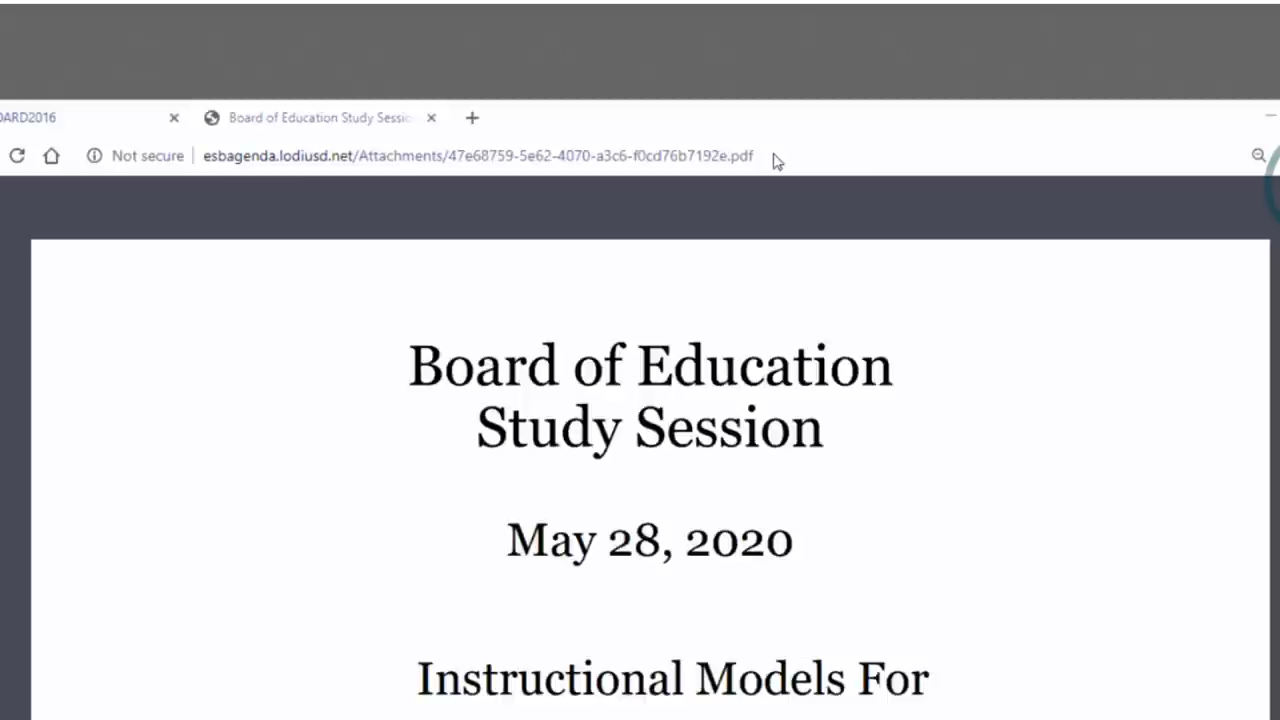 OARD2016
Board of Education Study Sessio
Not secure
esbagenda.lodiusd.net/Attachments/47e68759-5e62-4070-a3c6-f0cd76b7192e.pdf
Board of Education
Study Session
May 28, 2020
Instructional Models For